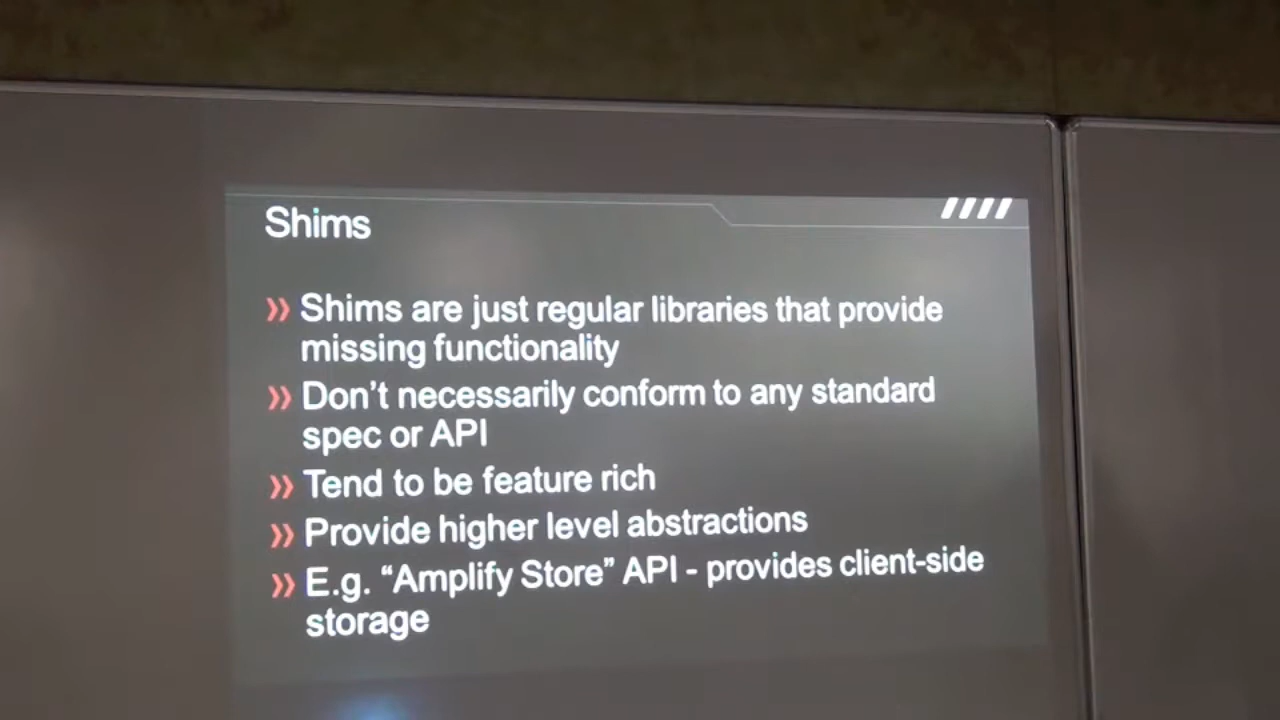 Shims
Shims are just regular libraries that provide
missing functionality
Don’t necessarily conform to any standard
spec or API
Tend to be feature rich
Provide higher level abstractions
E.g. “Amplify Store” API - provides client-side
storage